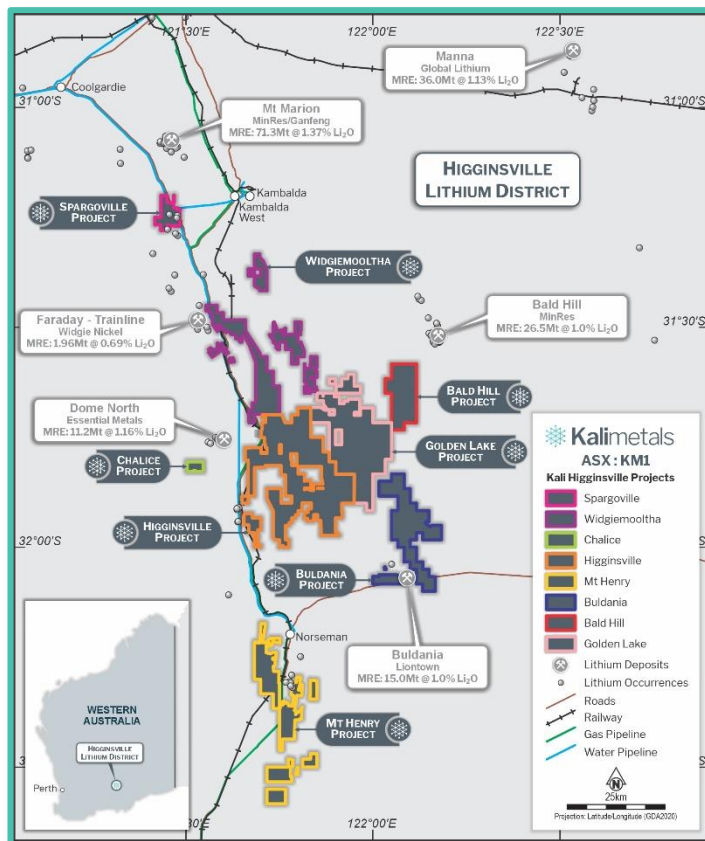 121°30'E
122°00'E
122°30'E
Manna
Global Lithium
MRE: 36.0Mt @ 1.13% Li₂O
Coolgardie
31°00'S
31°00'S
Mt Marion
MinRes/Ganfeng
MRE: 71.3Mt @ 1.37% Li₂O
HIGGINSVILLE
LITHIUM DISTRICT
Kambalda
Kambalda
West
SPARGOVILLE
PROJECT
WIDGIEMOOLTHA
PROJECT
Faraday - Trainline
Widgie Nickel
MRE: 1.96Mt @ 0.69% Li₂O
Bald Hill
MinRes
MRE: 26.5Mt @ 1.0% Li₂O
31°30'S
BALD HILL
PROJECT
Dome North
Essential Metals
MRE: 11.2Mt @ 1.16% Li₂O
GOLDEN LAKE
PROJECT
CHALICE
PROJECT
HIGGINSVILLE
PROJECT
32°00'S
BULDANIA
PROJECT
Norseman
Buldania
Liontown
MRE: 15.0Mt @ 1.0% Li₂O
MT HENRY
PROJECT
Kalimetals
ASX : KM1
Kali Higginsville Projects
Spargoville
Widgiemooltha
Chalice
Higginsville
Mt Henry
Buldania
Bald Hill
Golden Lake
Lithium Deposits
Lithium Occurrences
Roads
Railway
Gas Pipeline
Water Pipeline
N
25km
Projection: Latitude/Longitude (GDA2020)
WESTERN
AUSTRALIA
HIGGINSVILLE
LITHIUM DISTRICT
Perth
121°30'E
122°00'E